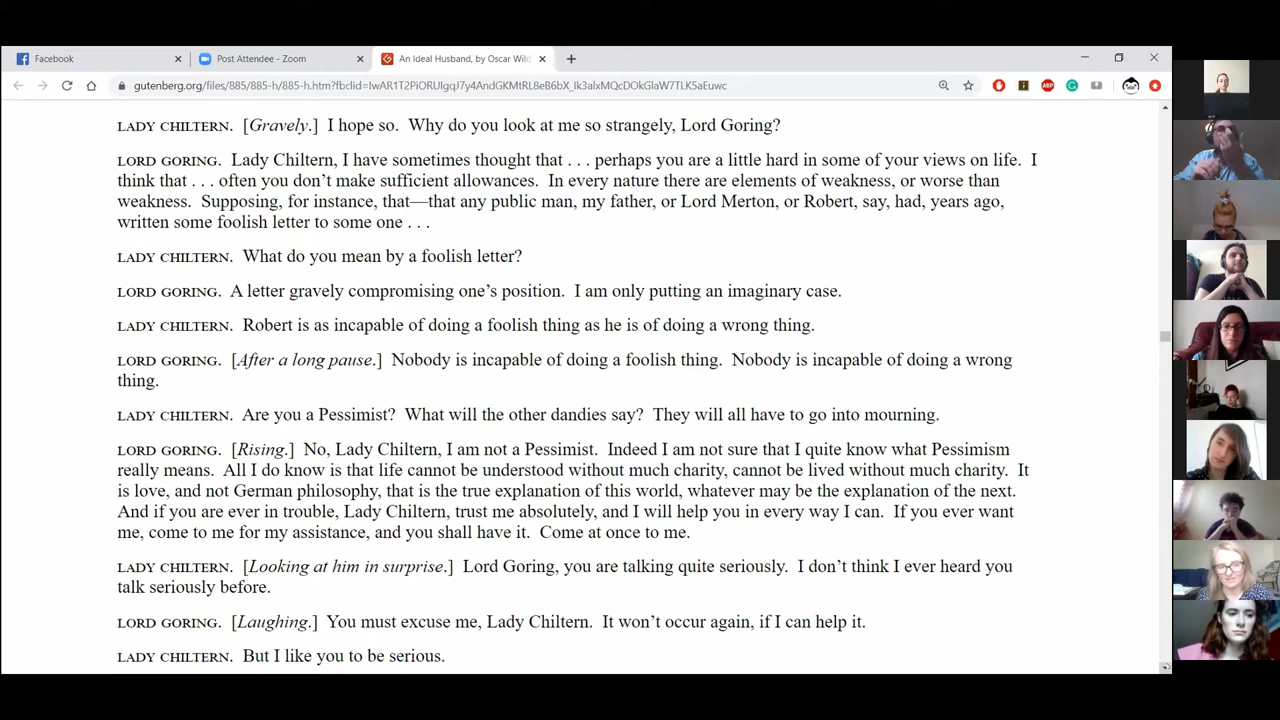 Facebook
Post Attendee - Zoom
An Ideal Husband, by Oscar Wild
gutenberg.org/files/885/885-h/885-h.htm?fbclid=IwAR1T2PiORUIgqJ7y4AndGKMtRL8eB6bX_Ik3alxMQcDOkGlaW7TLK5aEuwc
LADY CHILTERN. [Gravely.] I hope so. Why do you look at me so strangely, Lord Goring?
LORD GORING. Lady Chiltern, I have sometimes thought that . . . perhaps you are a little hard in some of your views on life. I
think that . . . often you don’t make sufficient allowances. In every nature there are elements of weakness, or worse than
weakness. Supposing, for instance, that—that any public man, my father, or Lord Merton, or Robert, say, had, years ago,
written some foolish letter to some one . . .
LADY CHILTERN. What do you mean by a foolish letter?
LORD GORING. A letter gravely compromising one’s position. I am only putting an imaginary case.
LADY CHILTERN. Robert is as incapable of doing a foolish thing as he is of doing a wrong thing.
LORD GORING. [After a long pause.] Nobody is incapable of doing a foolish thing. Nobody is incapable of doing a wrong
thing.
LADY CHILTERN. Are you a Pessimist? What will the other dandies say? They will all have to go into mourning.
LORD GORING. [Rising.] No, Lady Chiltern, I am not a Pessimist. Indeed I am not sure that I quite know what Pessimism
really means. All I do know is that life cannot be understood without much charity, cannot be lived without much charity. It
is love, and not German philosophy, that is the true explanation of this world, whatever may be the explanation of the next.
And if you are ever in trouble, Lady Chiltern, trust me absolutely, and I will help you in every way I can. If you ever want
me, come to me for my assistance, and you shall have it. Come at once to me.
LADY CHILTERN. [Looking at him in surprise.] Lord Goring, you are talking quite seriously. I don’t think I ever heard you
talk seriously before.
LORD GORING. [Laughing.] You must excuse me, Lady Chiltern. It won’t occur again, if I can help it.
LADY CHILTERN. But I like you to be serious.